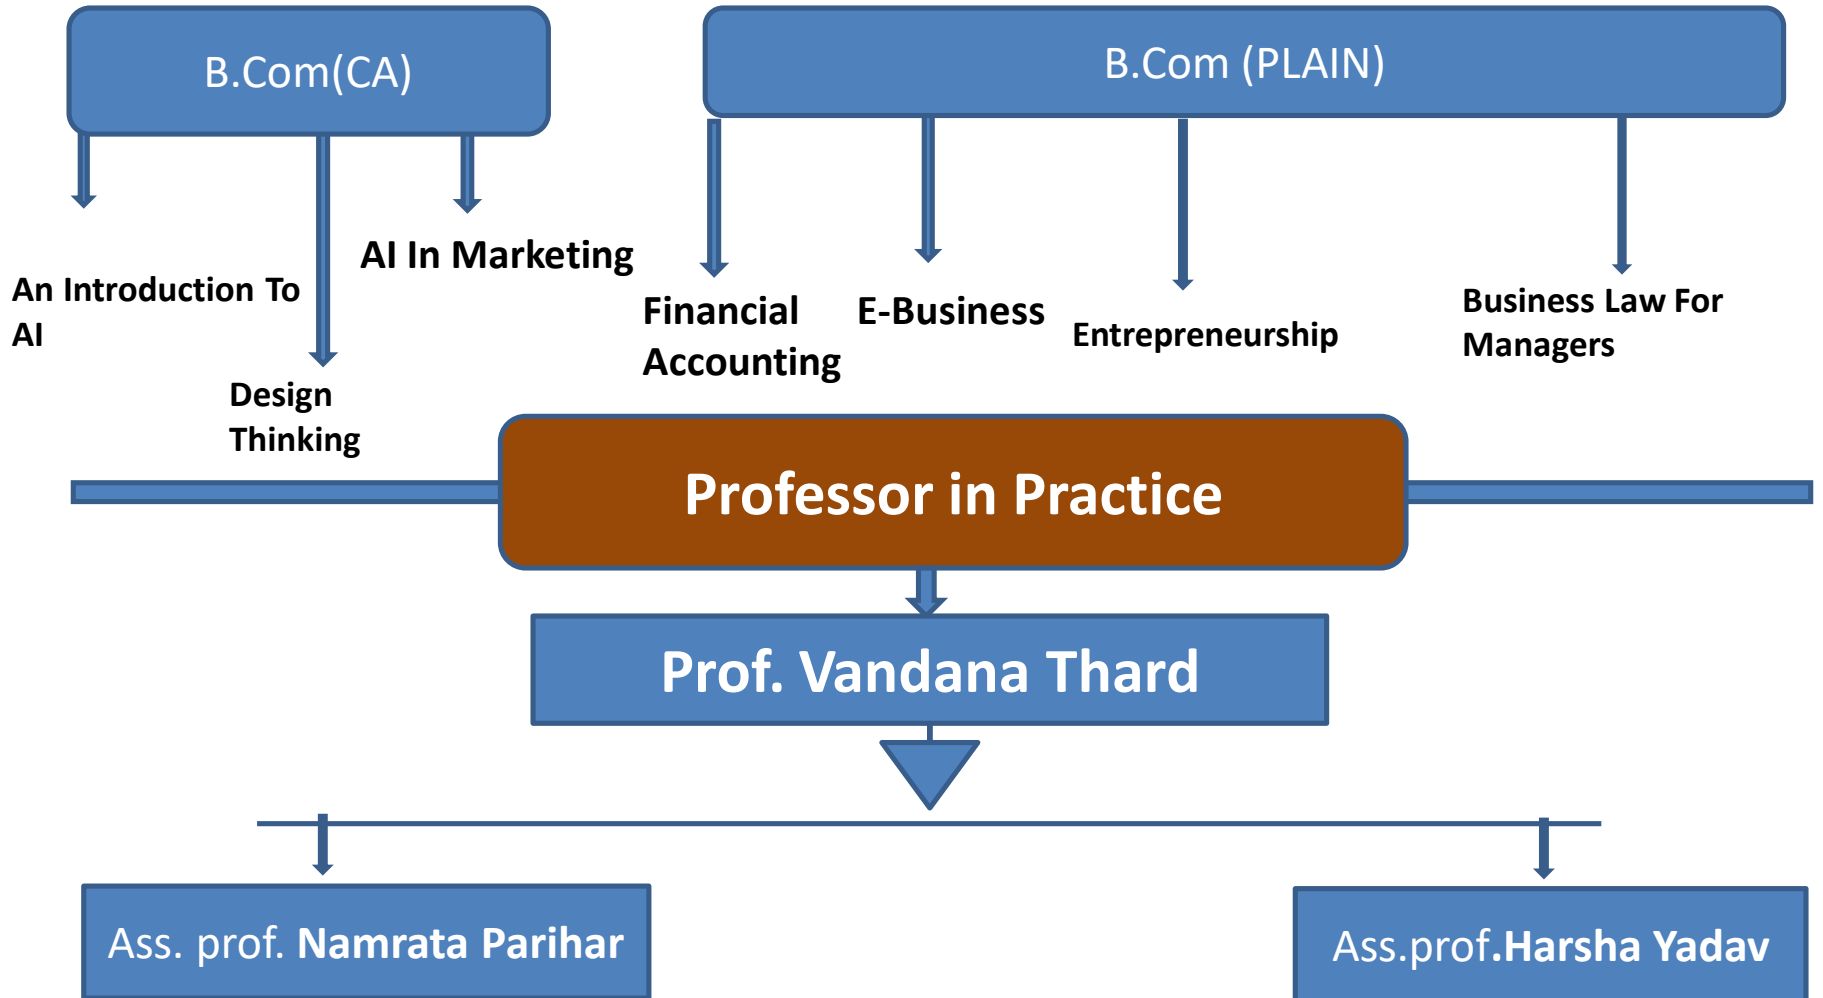 B.Com(CA)
B.Com (PLAIN)
An Introduction To
AI
Design
Thinking
AI In Marketing
Financial
Accounting
E-Business
Entrepreneurship
Business Law For
Managers
Professor in Practice
Prof. Vandana Thard
Ass. prof. Namrata Parihar
Ass.prof.Harsha Yadav